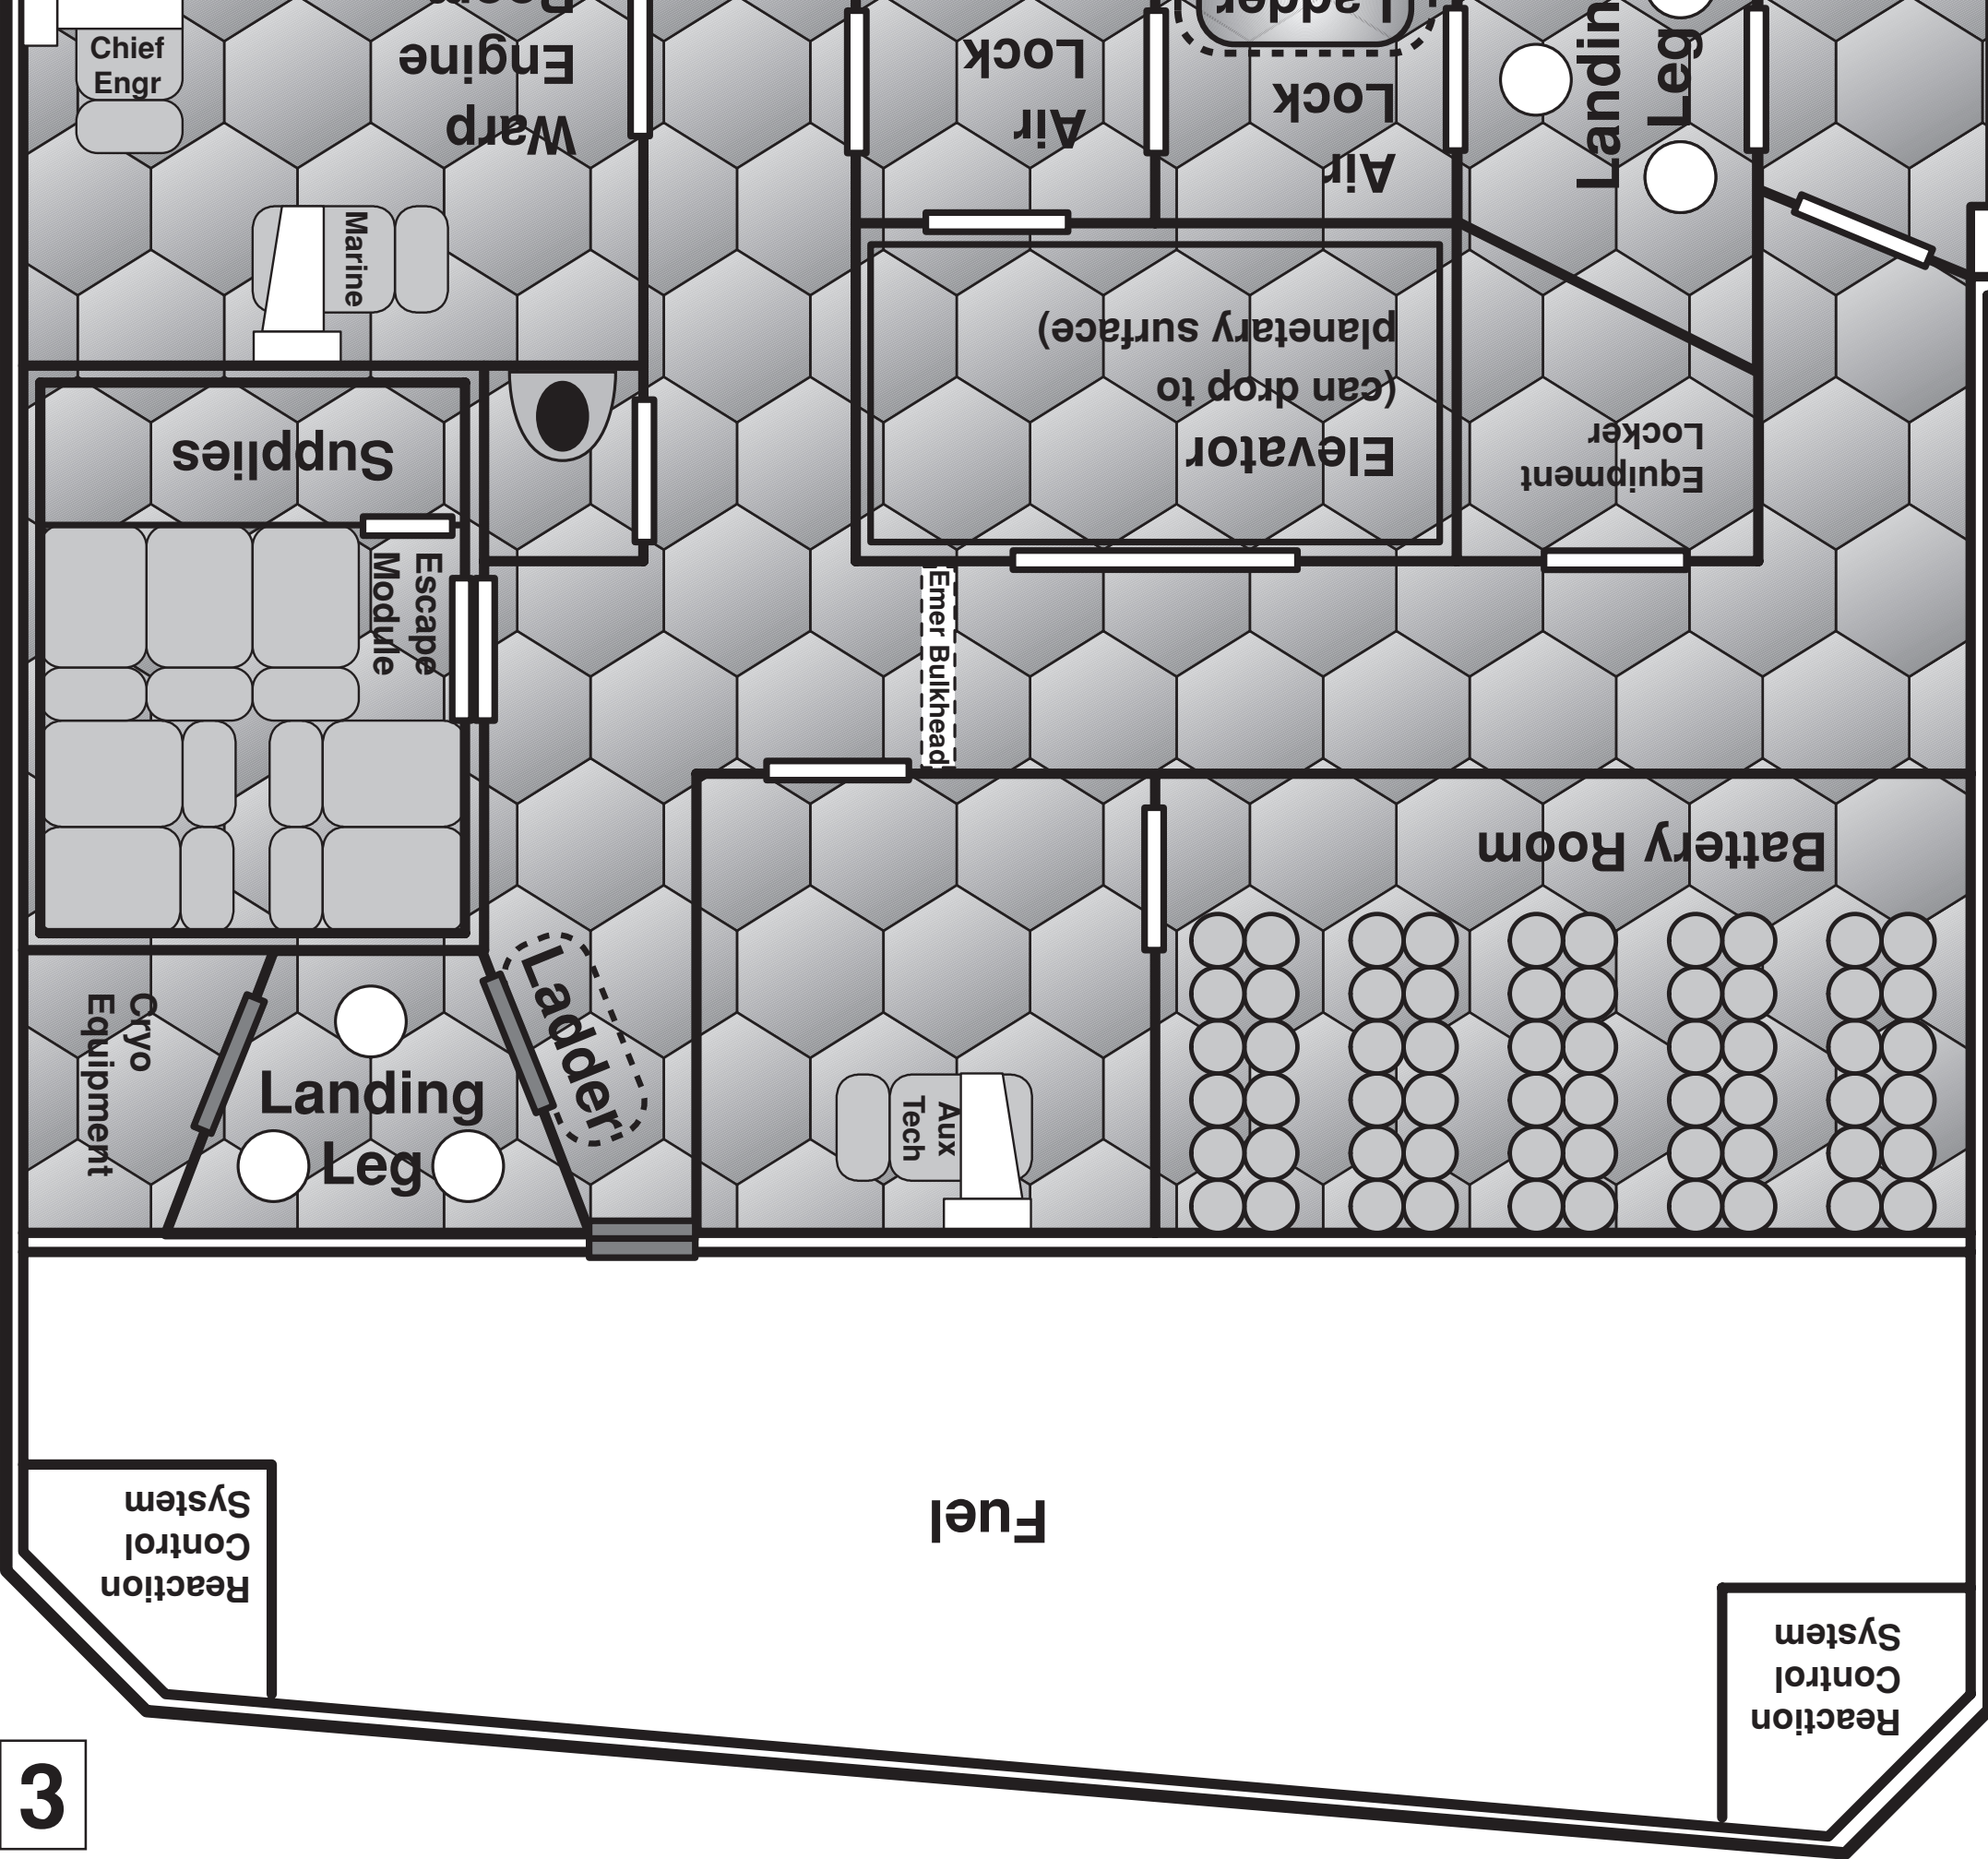 Chief
Engr
Warp
Engine
Room
Marine
Air
Lock
Air
Lock
Ladder
Landin
Leg
Elevator
(can drop to
planetary surface)
Equipment
Locker
Supplies
Escape
Module
Emer Bulkhead
Battery Room
Ladder
Cryo
Equipment
Landing
Leg
Aux
Tech
Fuel
Reaction
Control
System
Reaction
Control
System
3